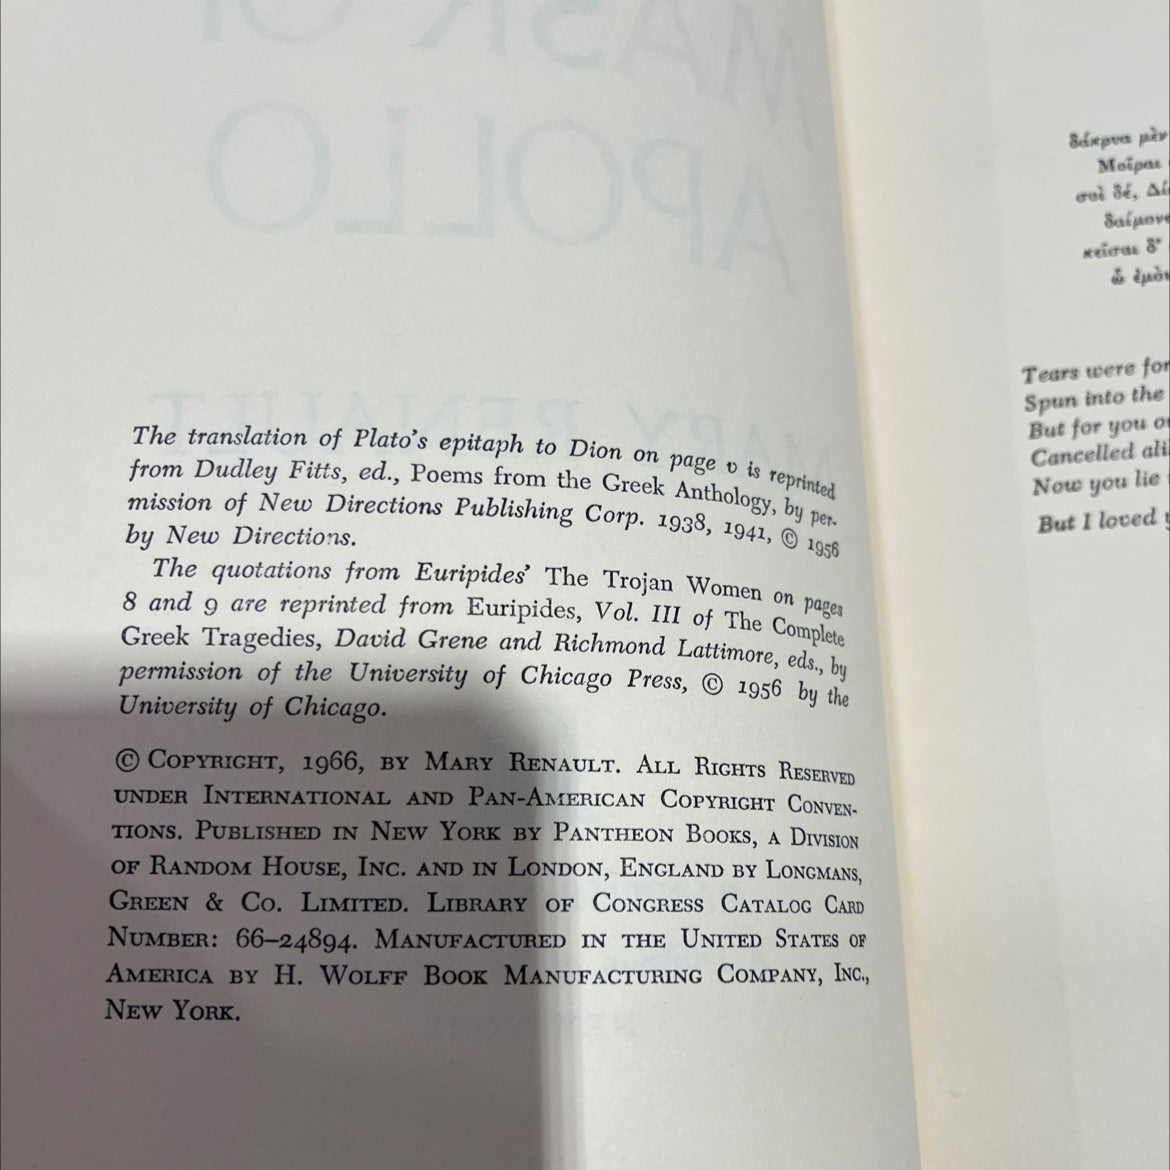 The translation of Plato's epitaph to Dion on page v is reprinted
from Dudley Fitts, ed., Poems from the Greek Anthology, by per-
mission of New Directions Publishing Corp. 1938, 1941, © 1956
by New Directions.
The quotations from Euripides' The Trojan Women on pages
8 and 9 are reprinted from Euripides, Vol. III of The Complete
Greek Tragedies, David Grene and Richmond Lattimore, eds., by
permission of the University of Chicago Press, © 1956 by the
University of Chicago.
© COPYRIGHT, 1966, BY MARY RENAULT. ALL RIGHTS RESERVED
UNDER INTERNATIONAL AND PAN-AMERICAN COPYRIGHT CONVEN-
TIONS. PUBLISHED IN NEW YORK BY PANTHEON BOOKS, A DIVISION
OF RANDOM HOUSE, INC. AND IN LONDON, ENGLAND BY LONGMANS,
GREEN & CO. LIMITED. LIBRARY OF CONGRESS CATALOG CARD
NUMBER: 66–24894. MANUFACTURED IN THE UNITED STATES OF
AMERICA BY H. WOLFF BOOK MANUFACTURING COMPANY, INC.,
NEW YORK.
δάκρυα μὲν
Μοῖραι
σοὶ δέ,
δαίμονε
κεῖσαι δ'
ὦ ἐμὸν
Tears were for
Spun into the
But for you
Cancelled
Now you lie
But I loved
MASK OF
APOLLO
MARY RENAULT
NEW YORK